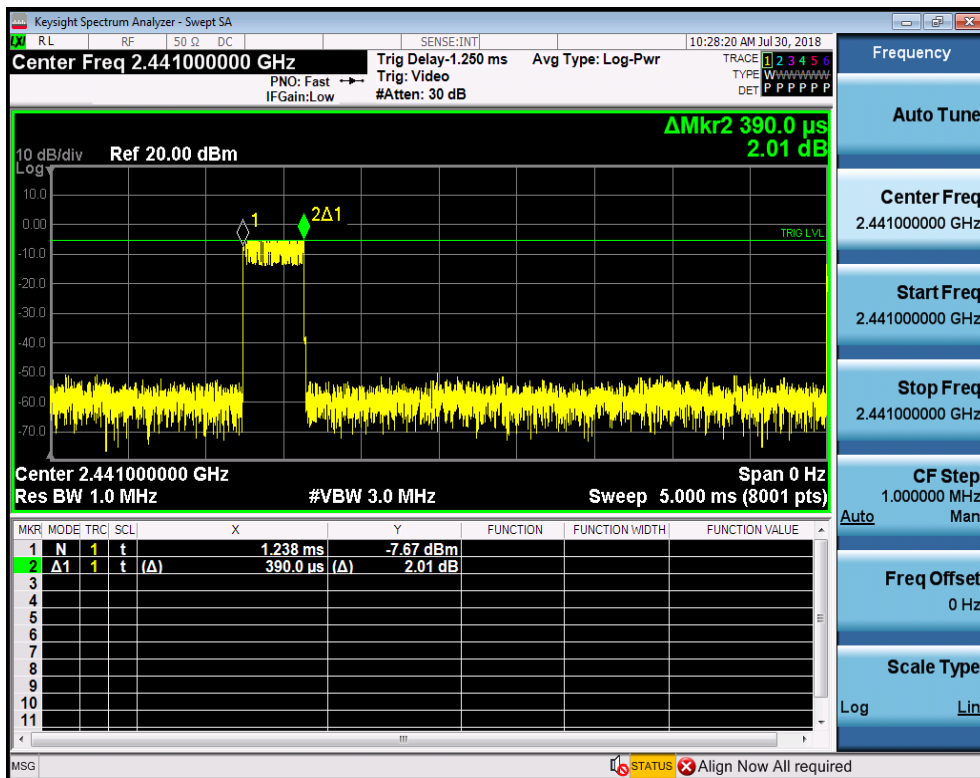 Keysight Spectrum Analyzer - Swept SA
LXI RL RF 50 Ω DC SENSE:INT 10:28:20 AM Jul 30, 2018
Center Freq 2.441000000 GHz
PNO: Fast
IFGain:Low
Trig Delay-1.250 ms
Trig: Video
#Atten: 30 dB
Avg Type: Log-Pwr
TRACE 1 2 3 4 5 6
TYPE WWWWWW
DET P P P P P P
ΔMkr2 390.0 µs
2.01 dB
10 dB/div Ref 20.00 dBm
Log
10.0
0.00
-10.0
-20.0
-30.0
-40.0
-50.0
-60.0
-70.0
1
2Δ1
TRIG LVL
Center 2.441000000 GHz Span 0 Hz
Res BW 1.0 MHz #VBW 3.0 MHz Sweep 5.000 ms (8001 pts)
MKR MODE TRC SCL X Y FUNCTION FUNCTION WIDTH FUNCTION VALUE
1 N 1 t 1.238 ms -7.67 dBm
2 Δ1 1 t (Δ) 390.0 µs (Δ) 2.01 dB
3
4
5
6
7
8
9
10
11
MSG STATUS Align Now All required
Frequency
Auto Tune
Center Freq
2.441000000 GHz
Start Freq
2.441000000 GHz
Stop Freq
2.441000000 GHz
CF Step
1.000000 MHz
Auto Man
Freq Offset
0 Hz
Scale Type
Log Lin